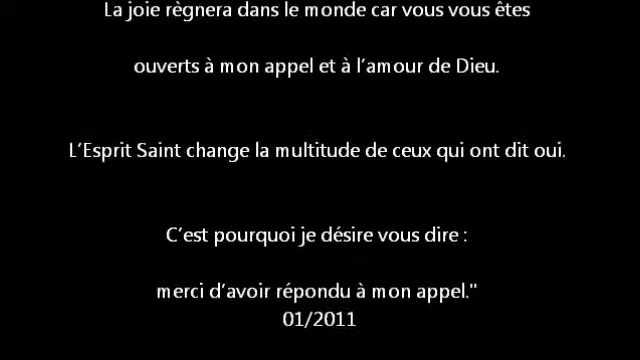 La joie règnera dans le monde car vous vous êtes
ouverts à mon appel et à l’amour de Dieu.
L’Esprit Saint change la multitude de ceux qui ont dit oui.
C’est pourquoi je désire vous dire :
merci d’avoir répondu à mon appel."
01/2011